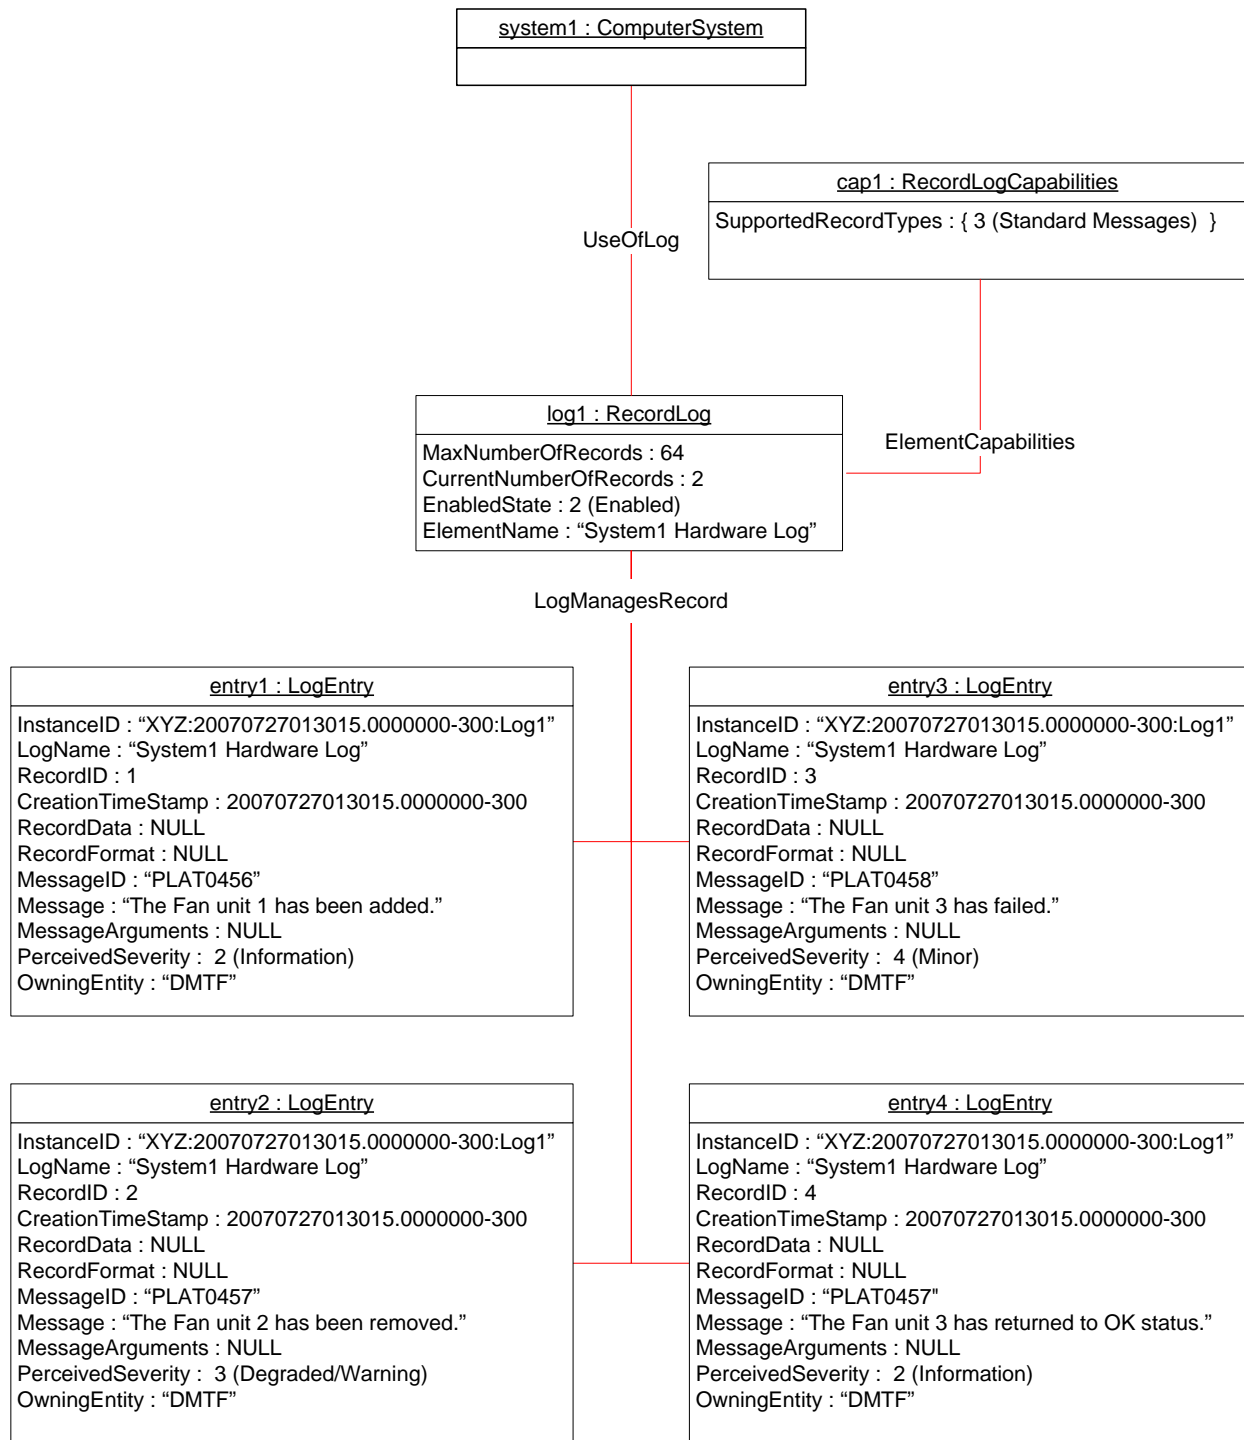 system1 : ComputerSystem
cap1 : RecordLogCapabilities
SupportedRecordTypes : { 3 (Standard Messages)  }
UseOfLog
log1 : RecordLog
MaxNumberOfRecords : 64
CurrentNumberOfRecords : 2
EnabledState : 2 (Enabled)
ElementName : “System1 Hardware Log”
ElementCapabilities
LogManagesRecord
entry1 : LogEntry
InstanceID : “XYZ:20070727013015.0000000-300:Log1”
LogName : “System1 Hardware Log”
RecordID : 1
CreationTimeStamp : 20070727013015.0000000-300
RecordData : NULL
RecordFormat : NULL
MessageID : “PLAT0456”
Message : “The Fan unit 1 has been added.”
MessageArguments : NULL
PerceivedSeverity :  2 (Information)
OwningEntity : “DMTF”
entry3 : LogEntry
InstanceID : “XYZ:20070727013015.0000000-300:Log1”
LogName : “System1 Hardware Log”
RecordID : 3
CreationTimeStamp : 20070727013015.0000000-300
RecordData : NULL
RecordFormat : NULL
MessageID : “PLAT0458”
Message : “The Fan unit 3 has failed.”
MessageArguments : NULL
PerceivedSeverity :  4 (Minor)
OwningEntity : “DMTF”
entry2 : LogEntry
InstanceID : “XYZ:20070727013015.0000000-300:Log1”
LogName : “System1 Hardware Log”
RecordID : 2
CreationTimeStamp : 20070727013015.0000000-300
RecordData : NULL
RecordFormat : NULL
MessageID : “PLAT0457”
Message : “The Fan unit 2 has been removed.”
MessageArguments : NULL
PerceivedSeverity :  3 (Degraded/Warning)
OwningEntity : “DMTF”
entry4 : LogEntry
InstanceID : “XYZ:20070727013015.0000000-300:Log1”
LogName : “System1 Hardware Log”
RecordID : 4
CreationTimeStamp : 20070727013015.0000000-300
RecordData : NULL
RecordFormat : NULL
MessageID : “PLAT0457"
Message : “The Fan unit 3 has returned to OK status.”
MessageArguments : NULL
PerceivedSeverity :  2 (Information)
OwningEntity : “DMTF”